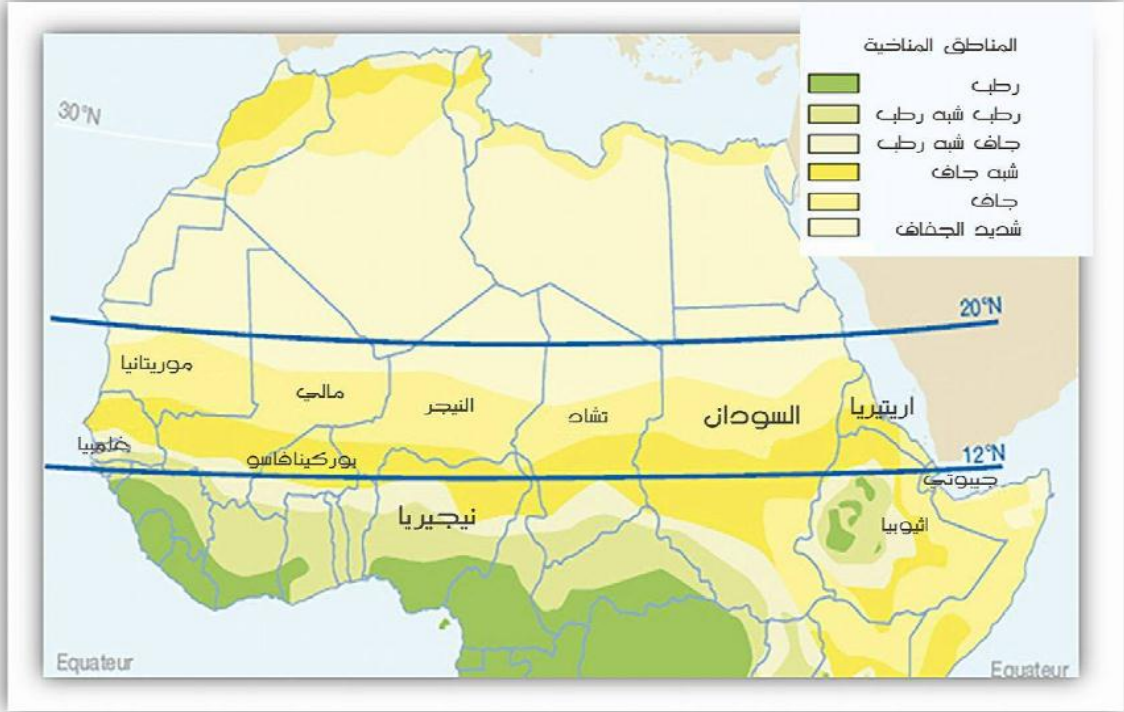 المناطق المناخية
رطب
رطب شبه رطب
جاف شبه رطب
شبه جاف
جاف
شديد الجفاف
30°N
20°N
موريتانيا
مالي
النيجر
تشاد
السودان
اريتيريا
غامبيا
بوركينافاسو
12°N
جيبوتي
نيجيريا
اثيوبيا
Equateur
Equateur